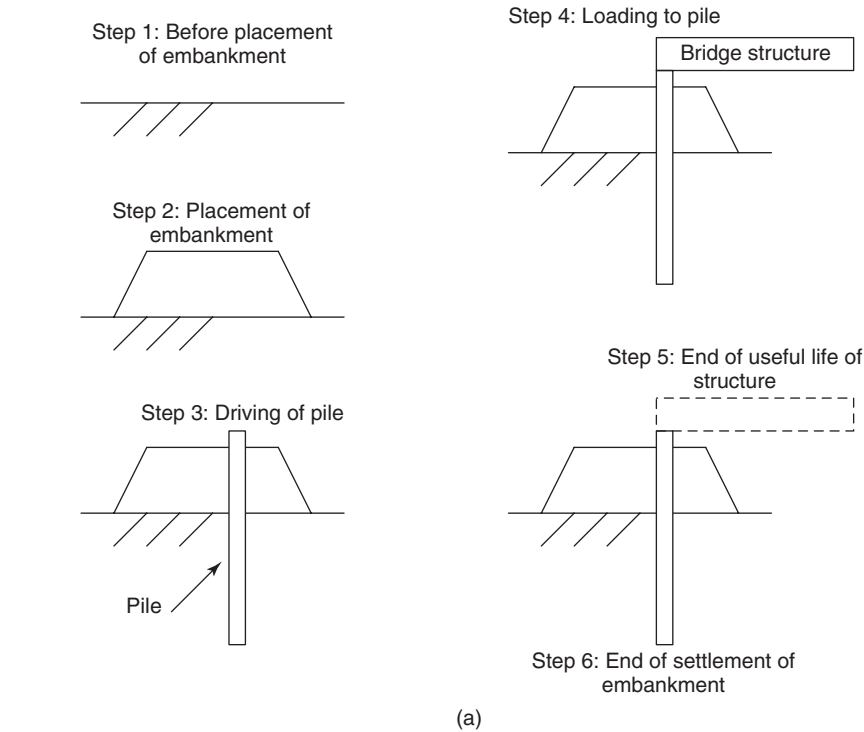 Step 1: Before placement
of embankment
Step 2: Placement of
embankment
Step 3: Driving of pile
Pile
Step 4: Loading to pile
Bridge structure
Step 5: End of useful life of
structure
Step 6: End of settlement of
embankment
(a)